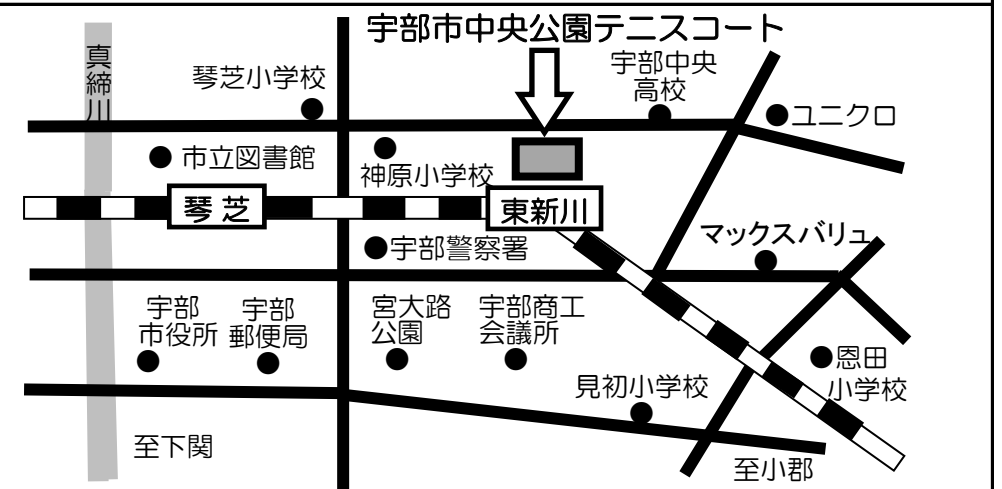 宇部市中央公園テニスコート
真締川
琴芝小学校
宇部中央
高校
ユニクロ
市立図書館
神原小学校
琴芝
東新川
マックスバリュ
宇部警察署
宇部
市役所
宇部
郵便局
宮大路
公園
宇部商工
会議所
恩田
小学校
見初小学校
至下関
至小郡